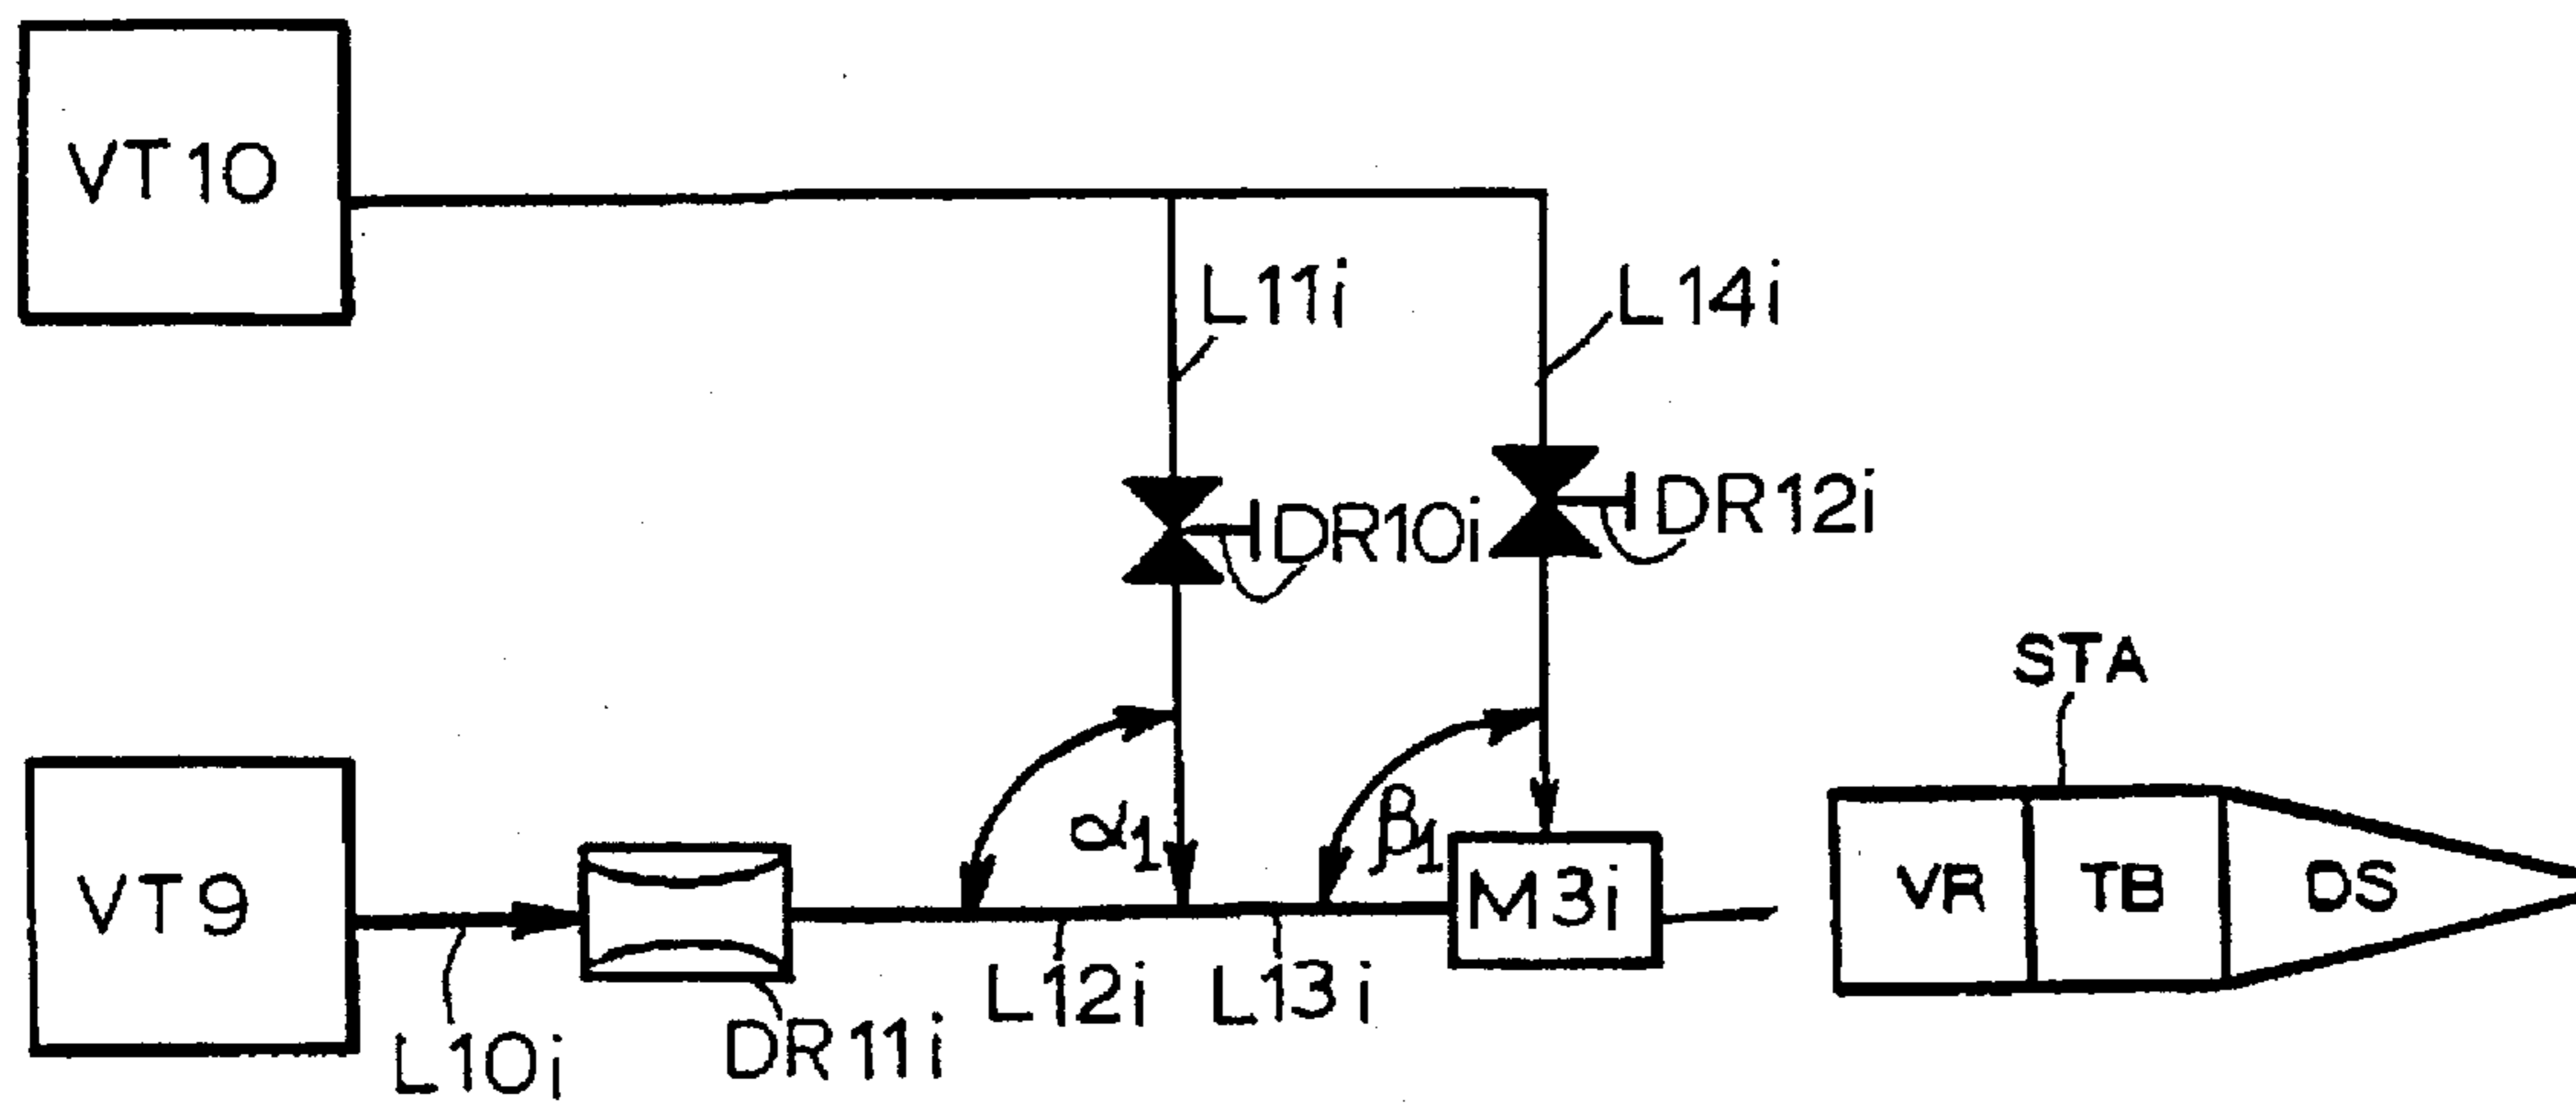 VT10
L11i
L14i
DR10i
DR12i
STA
α1
β1
VT9
M3i
VR
TB
DS
L10i
DR11i
L12i
L13i